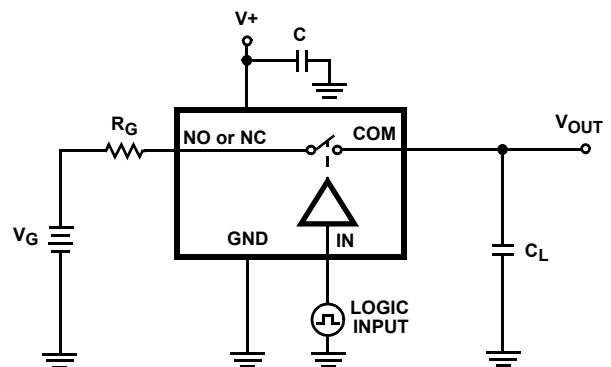 V+
C
RG
NO or NC
COM
VOUT
VG
GND
IN
CL
LOGIC
INPUT